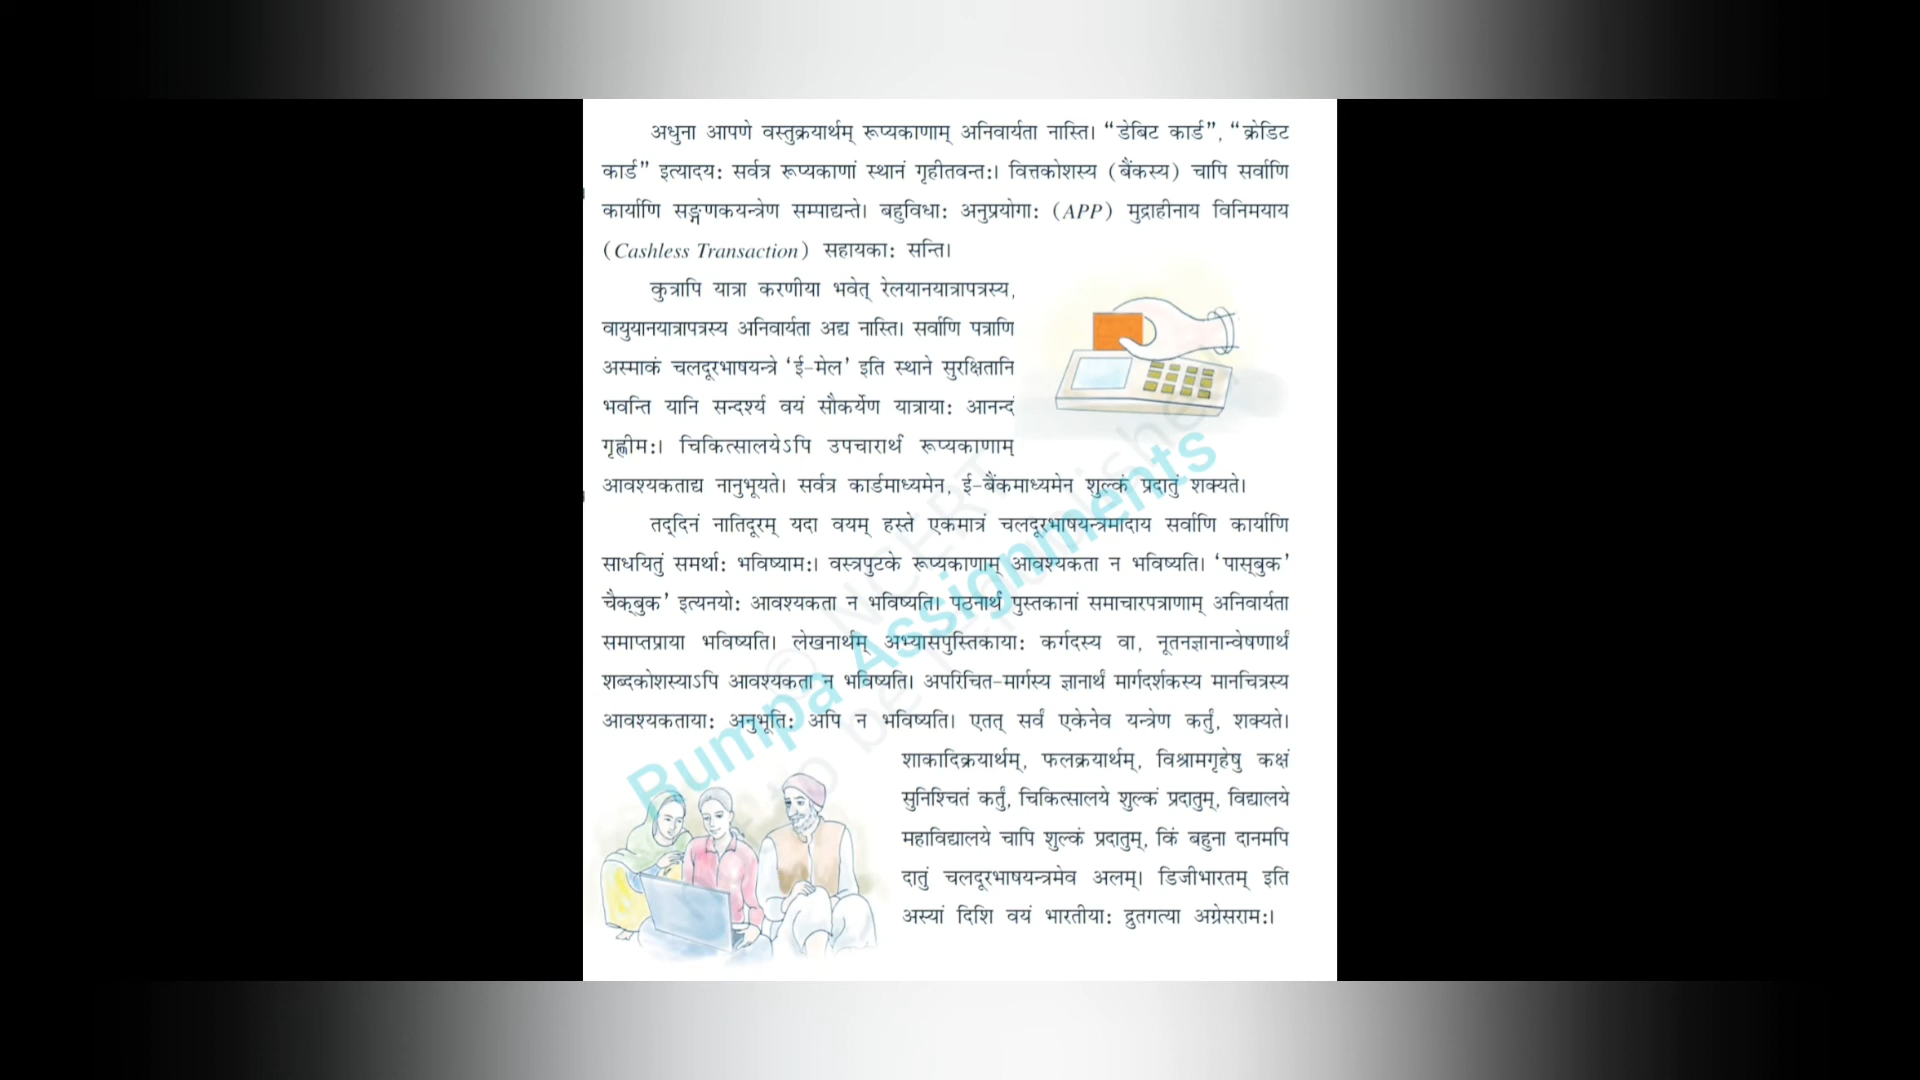 अधुना आपणे वस्तुक्रयार्थम् रूप्यकाणाम् अनिवार्यता नास्ति। “डेबिट कार्ड”, “क्रेडिट
कार्ड” इत्यादयः सर्वत्र रूप्यकाणां स्थानं गृहीतवन्तः। वित्तकोशस्य (बैंकस्य) चापि सर्वाणि
कार्याणि सङ्गणकयन्त्रेण सम्पाद्यन्ते। बहुविधाः अनुप्रयोगाः (APP) मुद्राहीनाय विनिमयाय
(Cashless Transaction) सहायकाः सन्ति।
कुत्रापि यात्रा करणीया भवेत् रेलयानयात्रापत्रस्य,
वायुयानयात्रापत्रस्य अनिवार्यता अद्य नास्ति। सर्वाणि पत्राणि
अस्माकं चलदूरभाषयन्त्रे ‘ई-मेल’ इति स्थाने सुरक्षितानि
भवन्ति यानि सन्दर्श्य वयं सौकर्येण यात्रायाः आनन्दं
गृह्णीमः। चिकित्सालयेऽपि उपचारार्थं रूप्यकाणाम्
आवश्यकताद्य नानुभूयते। सर्वत्र कार्डमाध्यमेन, ई-बैंकमाध्यमेन शुल्कं प्रदातुं शक्यते।
तद्दिनं नातिदूरम् यदा वयम् हस्ते एकमात्रं चलदूरभाषयन्त्रमादाय सर्वाणि कार्याणि
साधयितुं समर्थाः भविष्यामः। वस्त्रपुटके रूप्यकाणाम् आवश्यकता न भविष्यति। ‘पास्बुक’
चैक्बुक’ इत्यनयोः आवश्यकता न भविष्यति। पठनार्थं पुस्तकानां समाचारपत्राणाम् अनिवार्यता
समाप्तप्राया भविष्यति। लेखनार्थम् अभ्यासपुस्तिकायाः कर्गदस्य वा, नूतनज्ञानान्वेषणार्थं
शब्दकोशस्याऽपि आवश्यकता न भविष्यति। अपरिचित-मार्गस्य ज्ञानार्थं मार्गदर्शकस्य मानचित्रस्य
आवश्यकतायाः अनुभूतिः अपि न भविष्यति। एतत् सर्वं एकेनेव यन्त्रेण कर्तुं, शक्यते।
शाकादिक्रयार्थम्, फलक्रयार्थम्, विश्रामगृहेषु कक्षं
सुनिश्चितं कर्तुं, चिकित्सालये शुल्कं प्रदातुम्, विद्यालये
महाविद्यालये चापि शुल्कं प्रदातुम्, किं बहुना दानमपि
दातुं चलदूरभाषयन्त्रमेव अलम्। डिजीभारतम् इति
अस्यां दिशि वयं भारतीयाः द्रुतगत्या अग्रेसरामः।
Bumpa Assignments
© NCERT